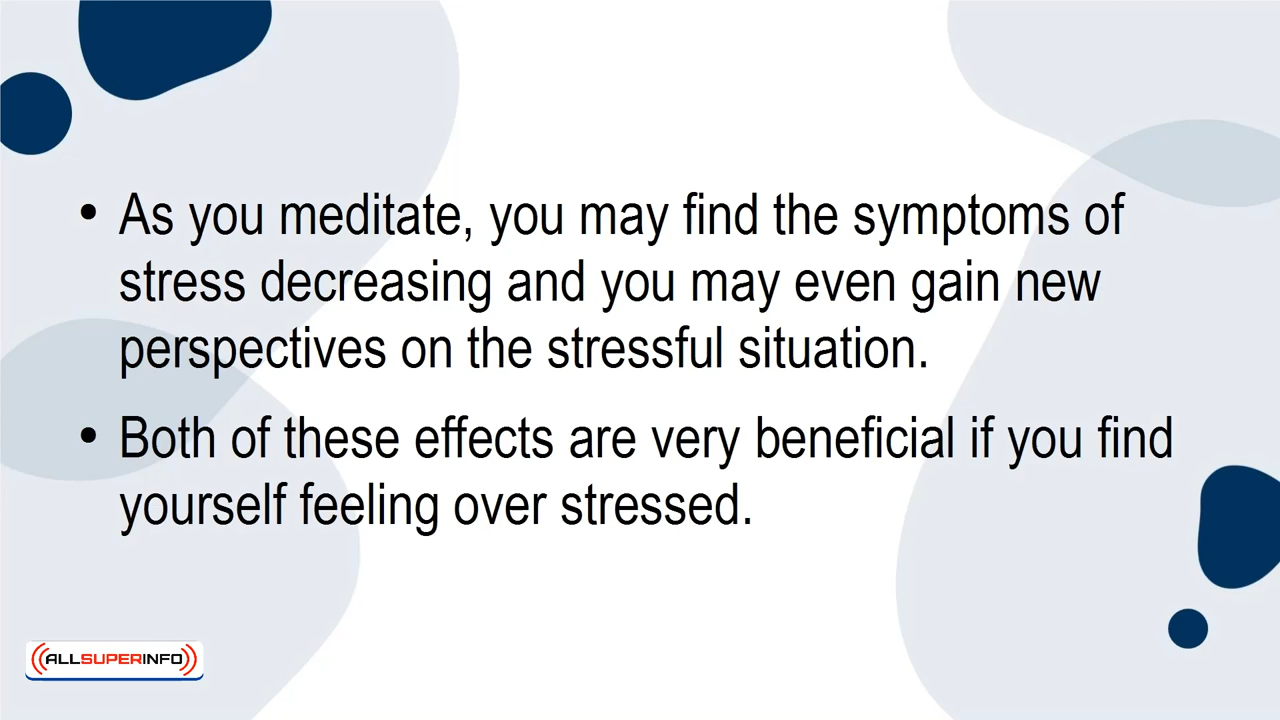 • As you meditate, you may find the symptoms of
stress decreasing and you may even gain new
perspectives on the stressful situation.
• Both of these effects are very beneficial if you find
yourself feeling over stressed.
ALLSUPERINFO